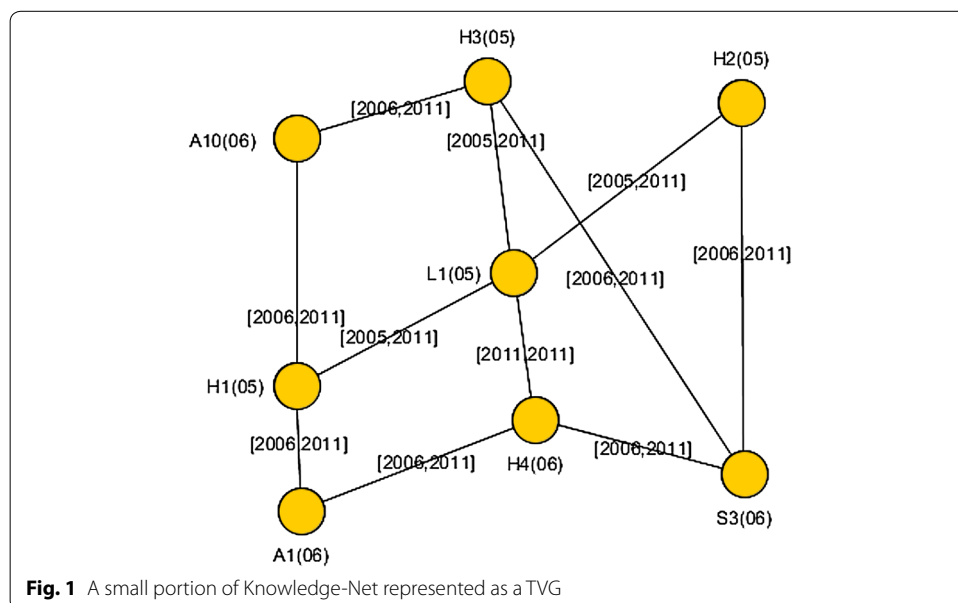 H3(05)
H2(05)
[2006,2011]
A10(06)
[2005,2011]
[2005,2011]
[2006,2011]
L1(05)
[2006,2011]
[2006,2011]
[2005,2011]
[2011,2011]
H1(05)
[2006,2011]
[2006,2011]
H4(06)
[2006,2011]
S3(06)
A1(06)
Fig. 1 A small portion of Knowledge-Net represented as a TVG